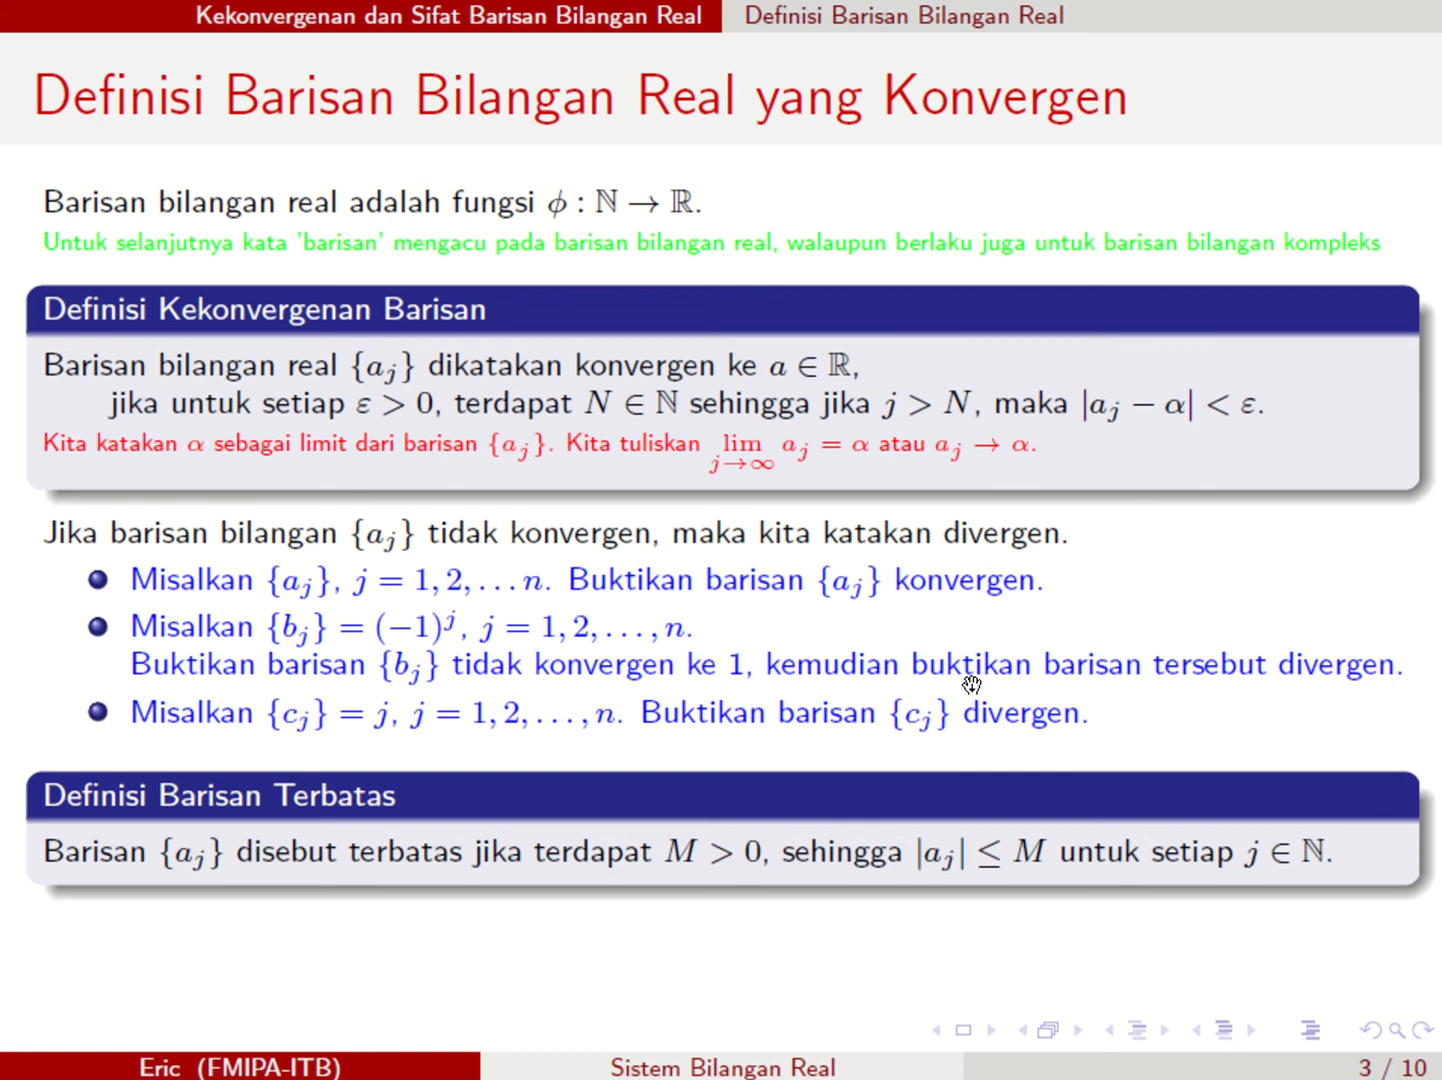 Kekonvergenan dan Sifat Barisan Bilangan Real
Definisi Barisan Bilangan Real
Definisi Barisan Bilangan Real yang Konvergen
Barisan bilangan real adalah fungsi ϕ : ℕ → ℝ.
Untuk selanjutnya kata 'barisan' mengacu pada barisan bilangan real, walaupun berlaku juga untuk barisan bilangan kompleks
Definisi Kekonvergenan Barisan
Barisan bilangan real {a_j} dikatakan konvergen ke a ∈ ℝ,
jika untuk setiap ε > 0, terdapat N ∈ ℕ sehingga jika j > N, maka |a_j − α| < ε.
Kita katakan α sebagai limit dari barisan {a_j}. Kita tuliskan lim_{j→∞} a_j = α atau a_j → α.
Jika barisan bilangan {a_j} tidak konvergen, maka kita katakan divergen.
Misalkan {a_j}, j = 1, 2, . . . n. Buktikan barisan {a_j} konvergen.
Misalkan {b_j} = (−1)^j, j = 1, 2, . . . , n.
Buktikan barisan {b_j} tidak konvergen ke 1, kemudian buktikan barisan tersebut divergen.
Misalkan {c_j} = j, j = 1, 2, . . . , n. Buktikan barisan {c_j} divergen.
Definisi Barisan Terbatas
Barisan {a_j} disebut terbatas jika terdapat M > 0, sehingga |a_j| ≤ M untuk setiap j ∈ ℕ.
Eric (FMIPA-ITB)
Sistem Bilangan Real
3 / 10